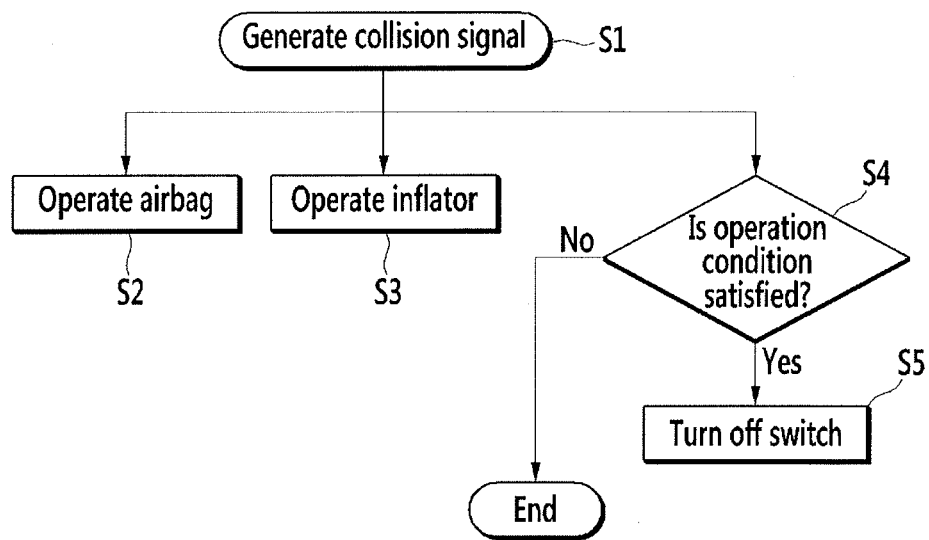 Generate collision signal
S1
Operate airbag
S2
Operate inflator
S3
S4
Is operation
condition
satisfied?
No
Yes
S5
Turn off switch
End